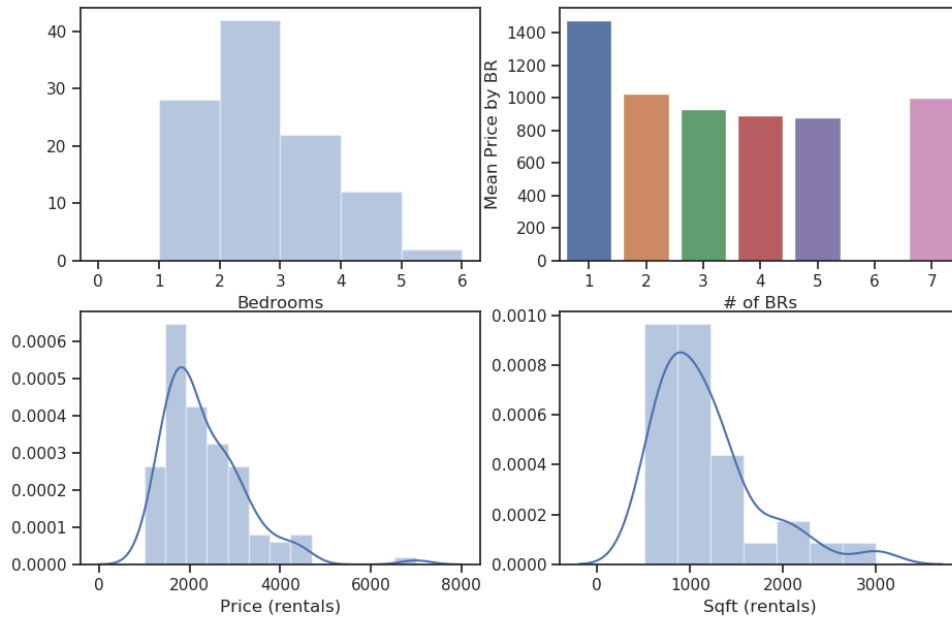 40
30
20
10
0
0 1 2 3 4 5 6
Bedrooms
Mean Price by BR
1400
1200
1000
800
600
400
200
0
1 2 3 4 5 6 7
# of BRs
0.0006
0.0005
0.0004
0.0003
0.0002
0.0001
0.0000
0 2000 4000 6000 8000
Price (rentals)
0.0010
0.0008
0.0006
0.0004
0.0002
0.0000
0 1000 2000 3000
Sqft (rentals)